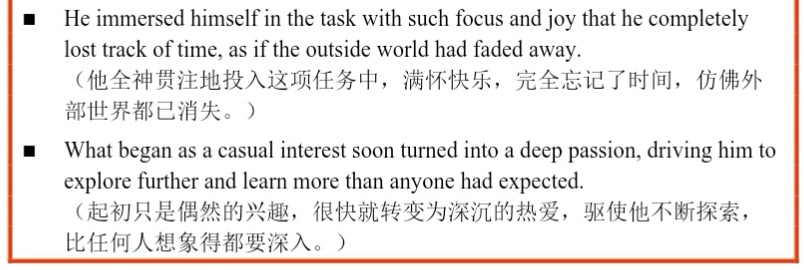 ■ He immersed himself in the task with such focus and joy that he completely
lost track of time, as if the outside world had faded away.
（他全神贯注地投入这项任务中，满怀快乐，完全忘记了时间，仿佛外
部世界都已消失。）
■ What began as a casual interest soon turned into a deep passion, driving him to
explore further and learn more than anyone had expected.
（起初只是偶然的兴趣，很快就转变为深沉的热爱，驱使他不断探索，
比任何人想象得都要深入。）